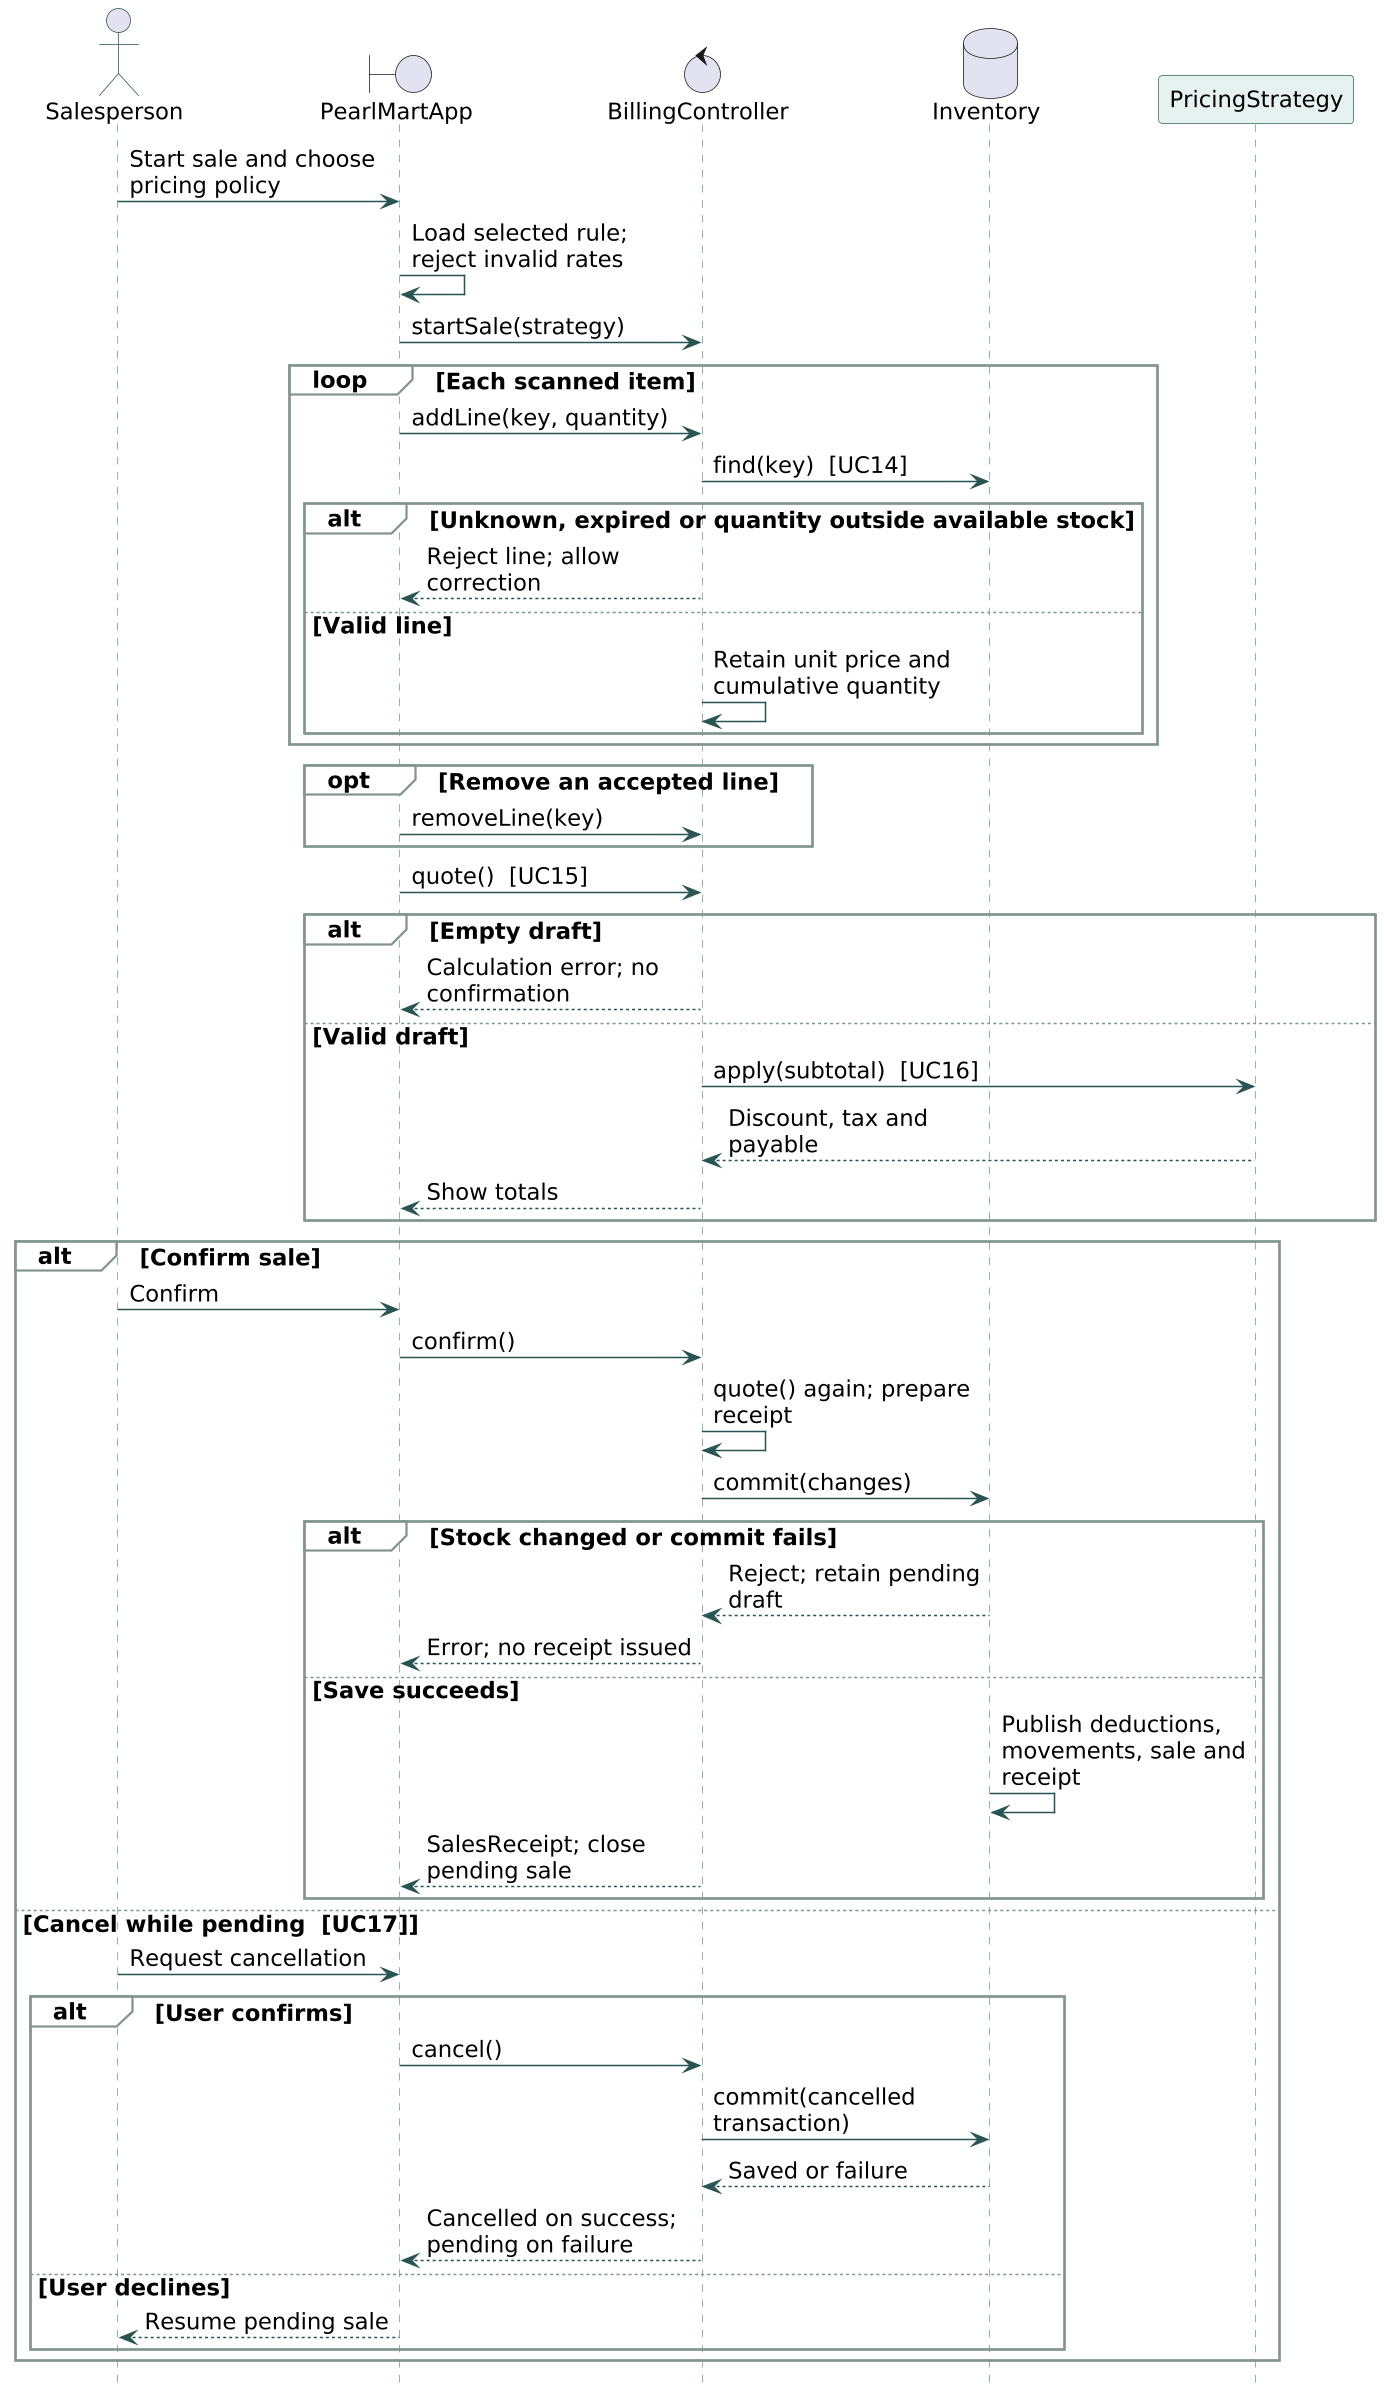 Salesperson
PearlMartApp
BillingController
Inventory
PricingStrategy
Start sale and choose
pricing policy
Load selected rule;
reject invalid rates
startSale(strategy)
loop [Each scanned item]
addLine(key, quantity)
find(key)  [UC14]
alt [Unknown, expired or quantity outside available stock]
Reject line; allow
correction
[Valid line]
Retain unit price and
cumulative quantity
opt [Remove an accepted line]
removeLine(key)
quote()  [UC15]
alt [Empty draft]
Calculation error; no
confirmation
[Valid draft]
apply(subtotal)  [UC16]
Discount, tax and
payable
Show totals
alt [Confirm sale]
Confirm
confirm()
quote() again; prepare
receipt
commit(changes)
alt [Stock changed or commit fails]
Reject; retain pending
draft
Error; no receipt issued
[Save succeeds]
Publish deductions,
movements, sale and
receipt
SalesReceipt; close
pending sale
[Cancel while pending  [UC17]]
Request cancellation
alt [User confirms]
cancel()
commit(cancelled
transaction)
Saved or failure
Cancelled on success;
pending on failure
[User declines]
Resume pending sale